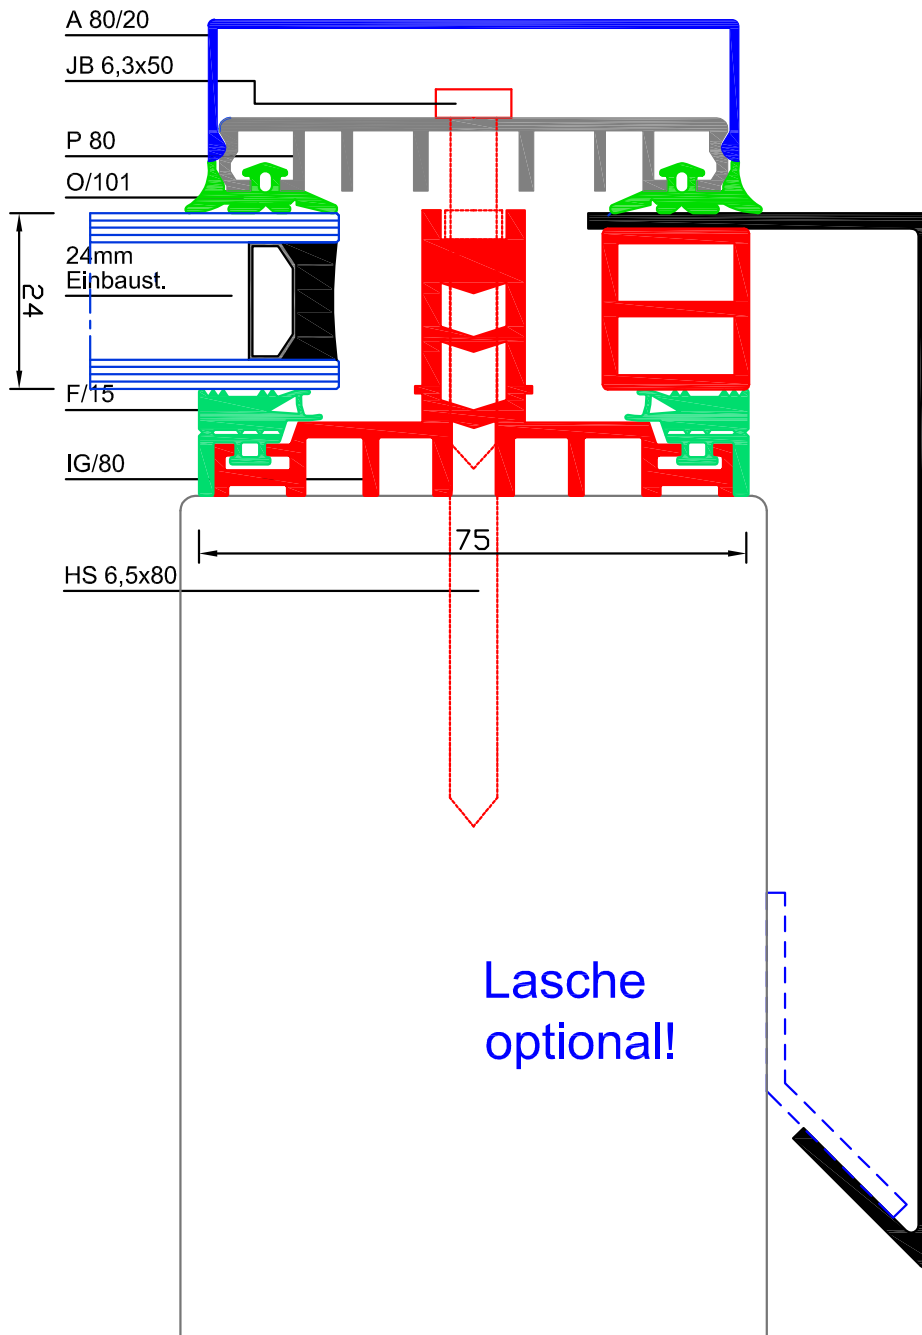 A 80/20
JB 6,3x50
P 80
O/101
24mm
Einbaust.
24
F/15
IG/80
75
HS 6,5x80
Lasche
optional!